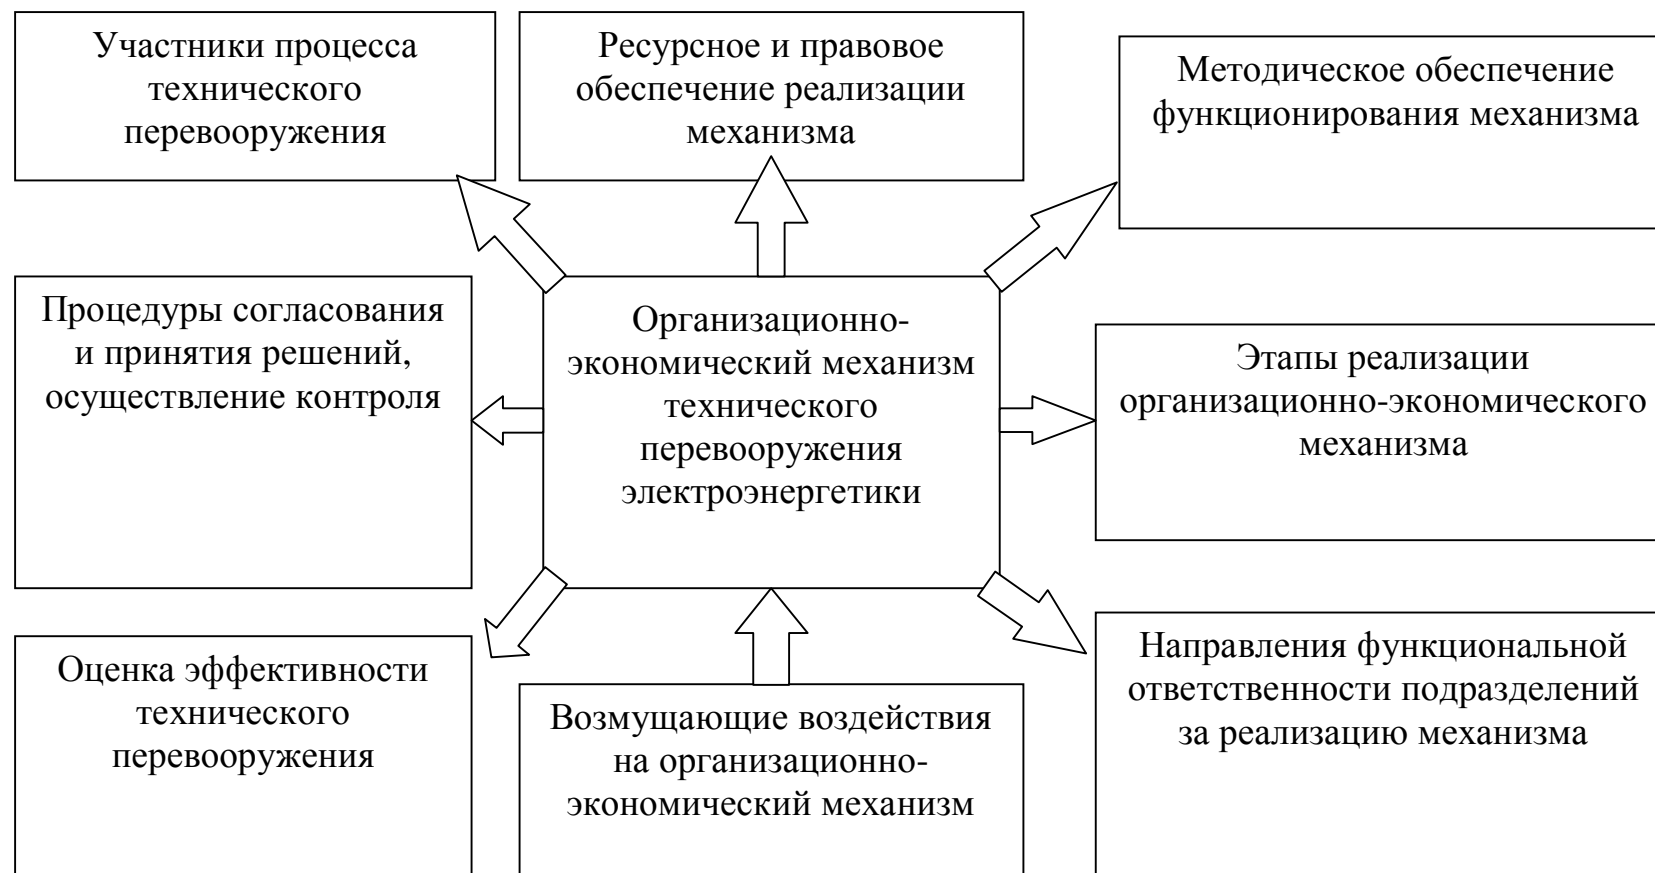 Участники процесса
технического
перевооружения
Ресурсное и правовое
обеспечение реализации
механизма
Методическое обеспечение
функционирования механизма
Процедуры согласования
и принятия решений,
осуществление контроля
Организационно-
экономический механизм
технического
перевооружения
электроэнергетики
Этапы реализации
организационно-экономического
механизма
Оценка эффективности
технического
перевооружения
Возмущающие воздействия
на организационно-
экономический механизм
Направления функциональной
ответственности подразделений
за реализацию механизма